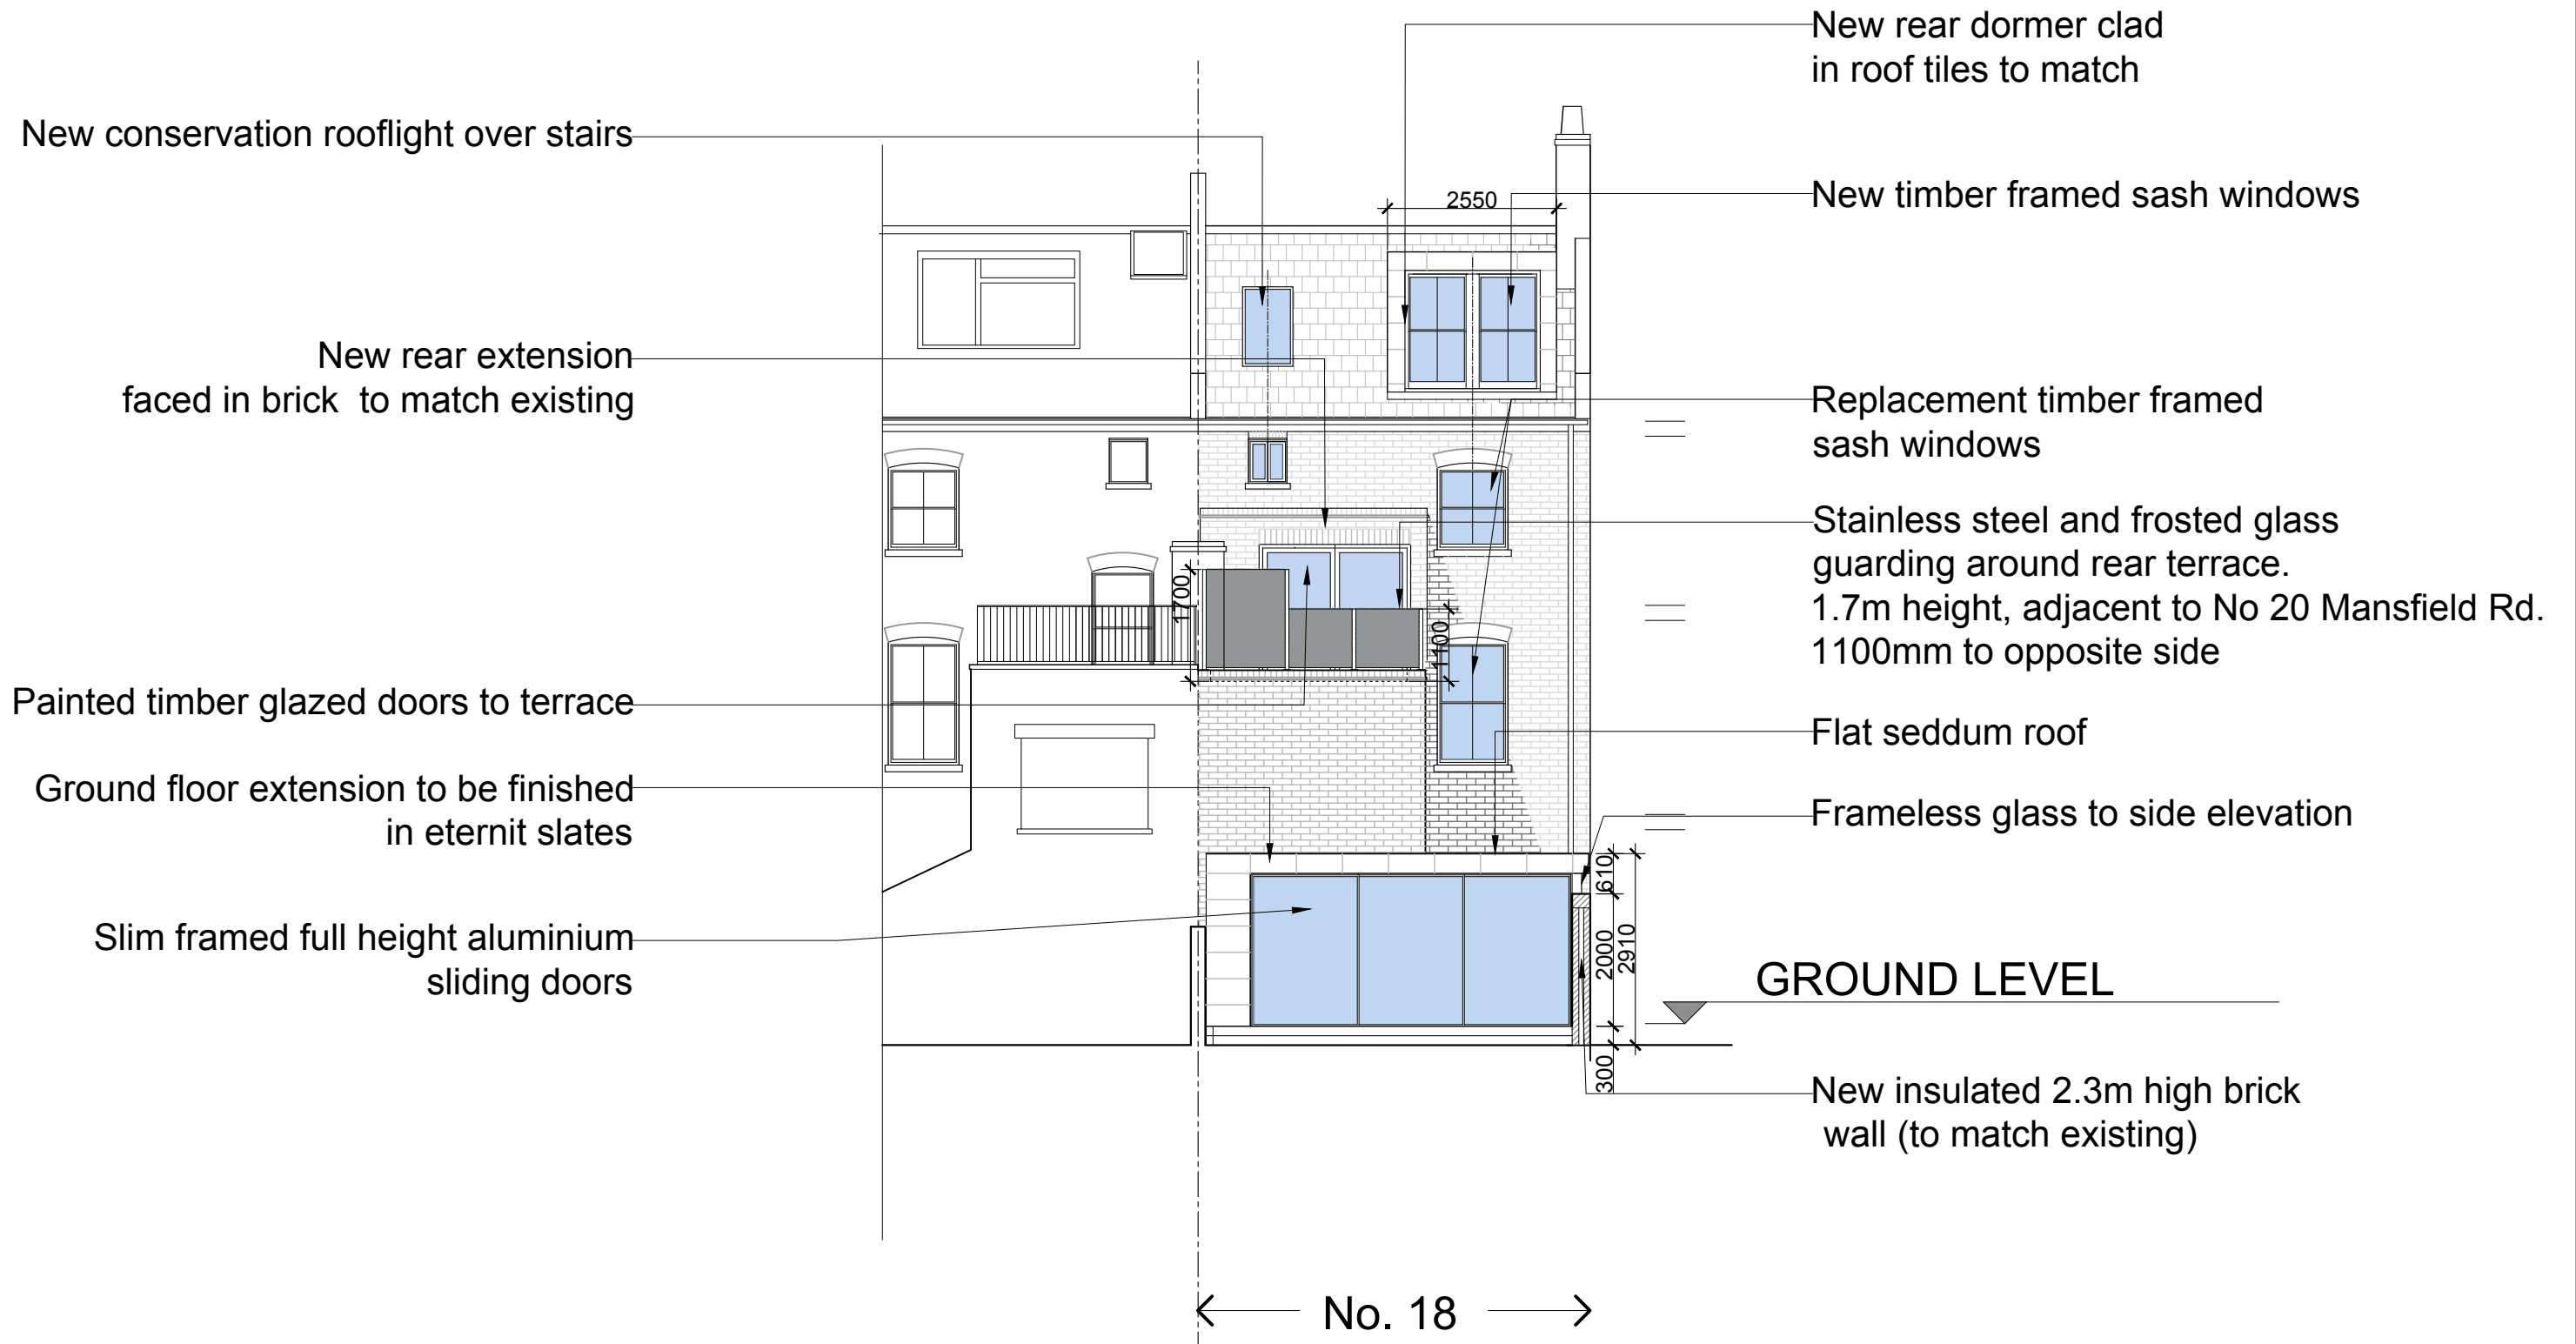 New rear dormer clad
in roof tiles to match
New conservation rooflight over stairs
New timber framed sash windows
2550
New rear extension
faced in brick  to match existing
Replacement timber framed
sash windows
Stainless steel and frosted glass
guarding around rear terrace.
1.7m height, adjacent to No 20 Mansfield Rd.
1100mm to opposite side
1700
1100
Painted timber glazed doors to terrace
Flat seddum roof
Ground floor extension to be finished
in eternit slates
Frameless glass to side elevation
610
2000
2910
300
Slim framed full height aluminium
sliding doors
GROUND LEVEL
New insulated 2.3m high brick
wall (to match existing)
No. 18